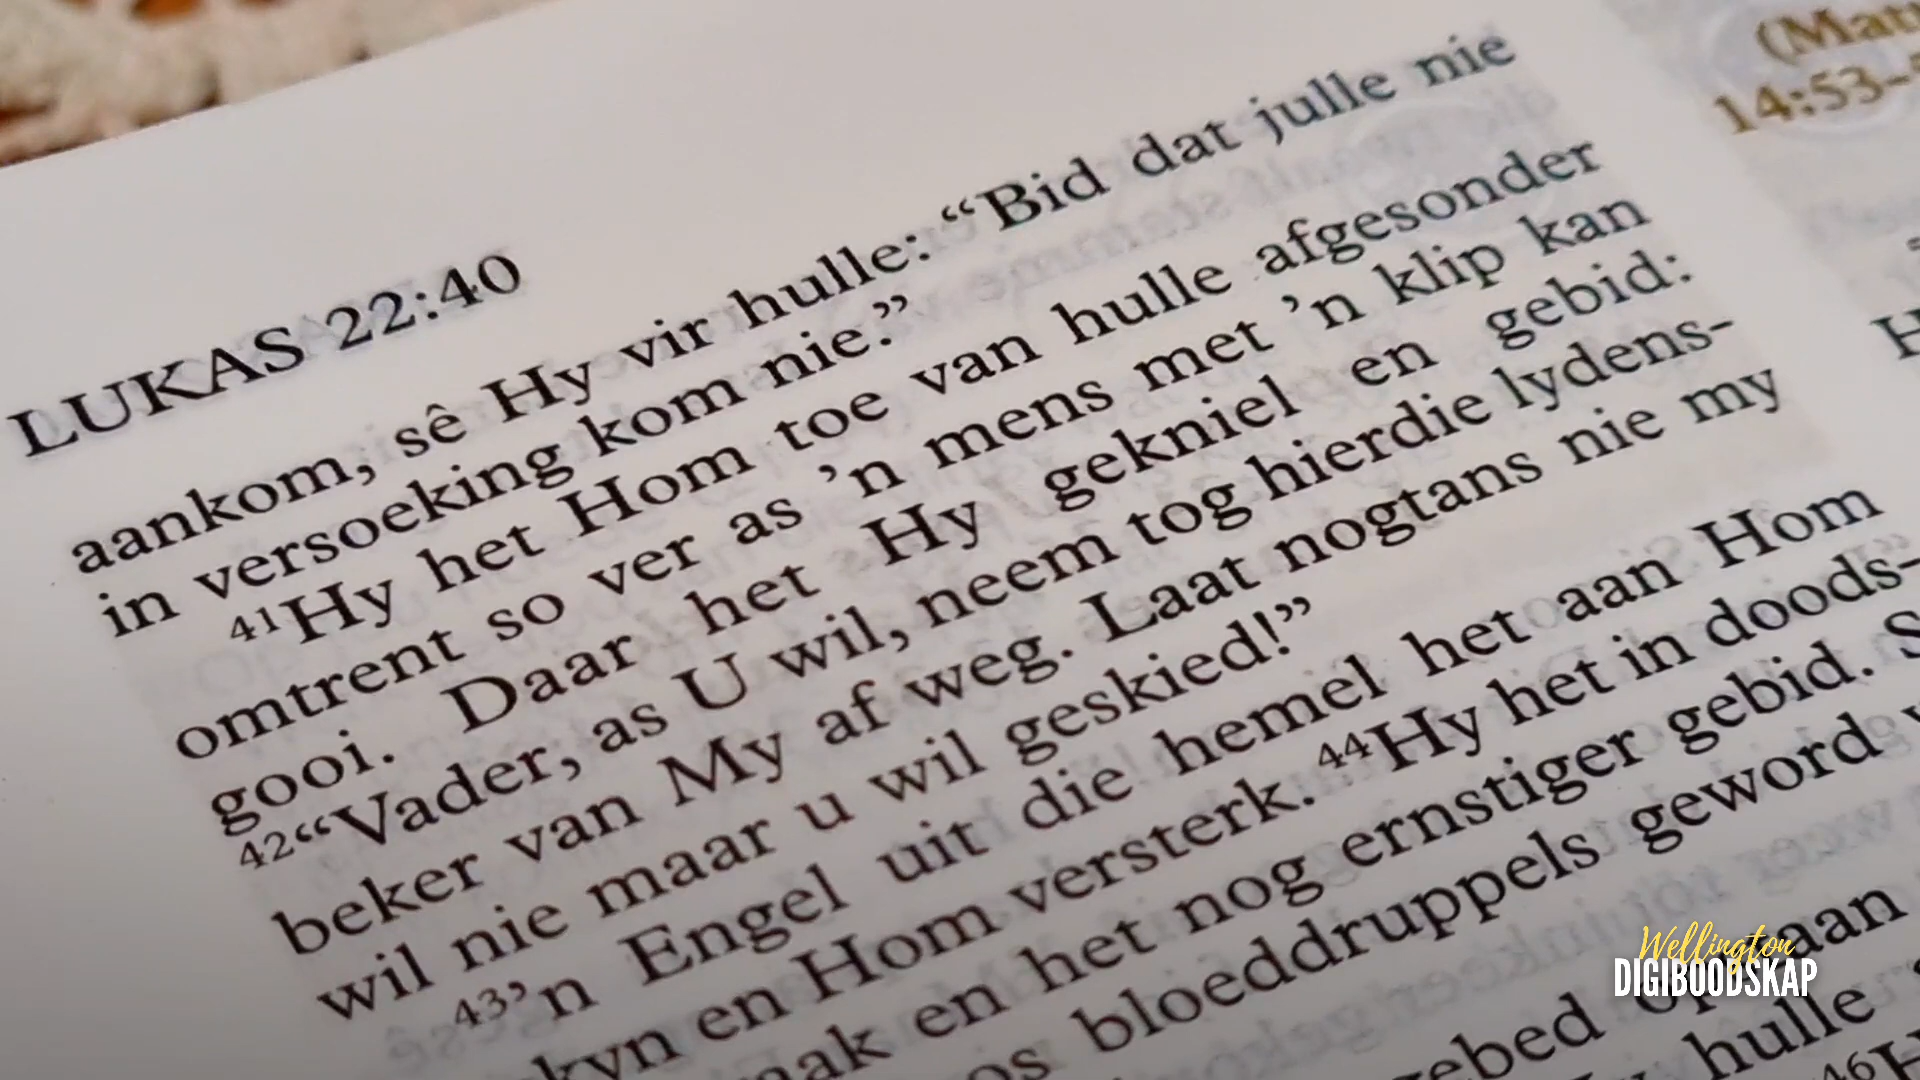 LUKAS 22:40
aankom, sê Hy vir hulle: “Bid dat julle nie
in versoeking kom nie.”
41Hy het Hom toe van hulle afgesonder
omtrent so ver as ’n mens met ’n klip kan
gooi. Daar het Hy gekniel en gebid:
42“Vader, as U wil, neem tog hierdie lydens-
beker van My af weg. Laat nogtans nie my
wil nie maar u wil geskied!”
43’n Engel uit die hemel het aan Hom
en Hom versterk. 44Hy het in doods-
en het nog ernstiger gebid.
bloeddruppels geword
hulle
46
14:53-
Wellington
DIGIBOODSKAP